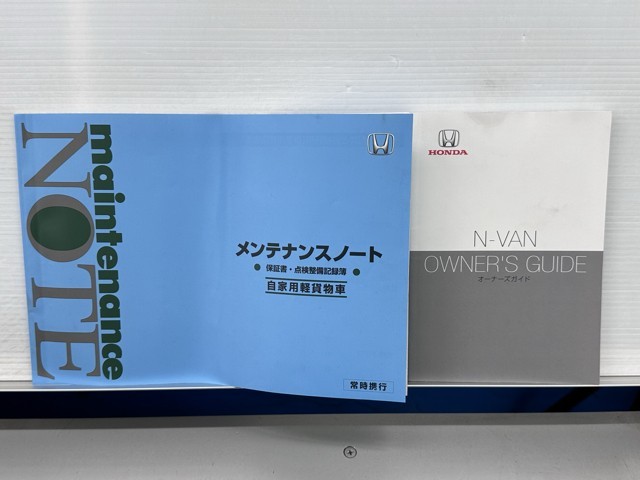 maintenance
NOTE
メンテナンスノート
● 保証書・点検整備記録簿 ●
自家用軽貨物車
常時携行
HONDA
N-VAN
OWNER'S GUIDE
オーナーズガイド